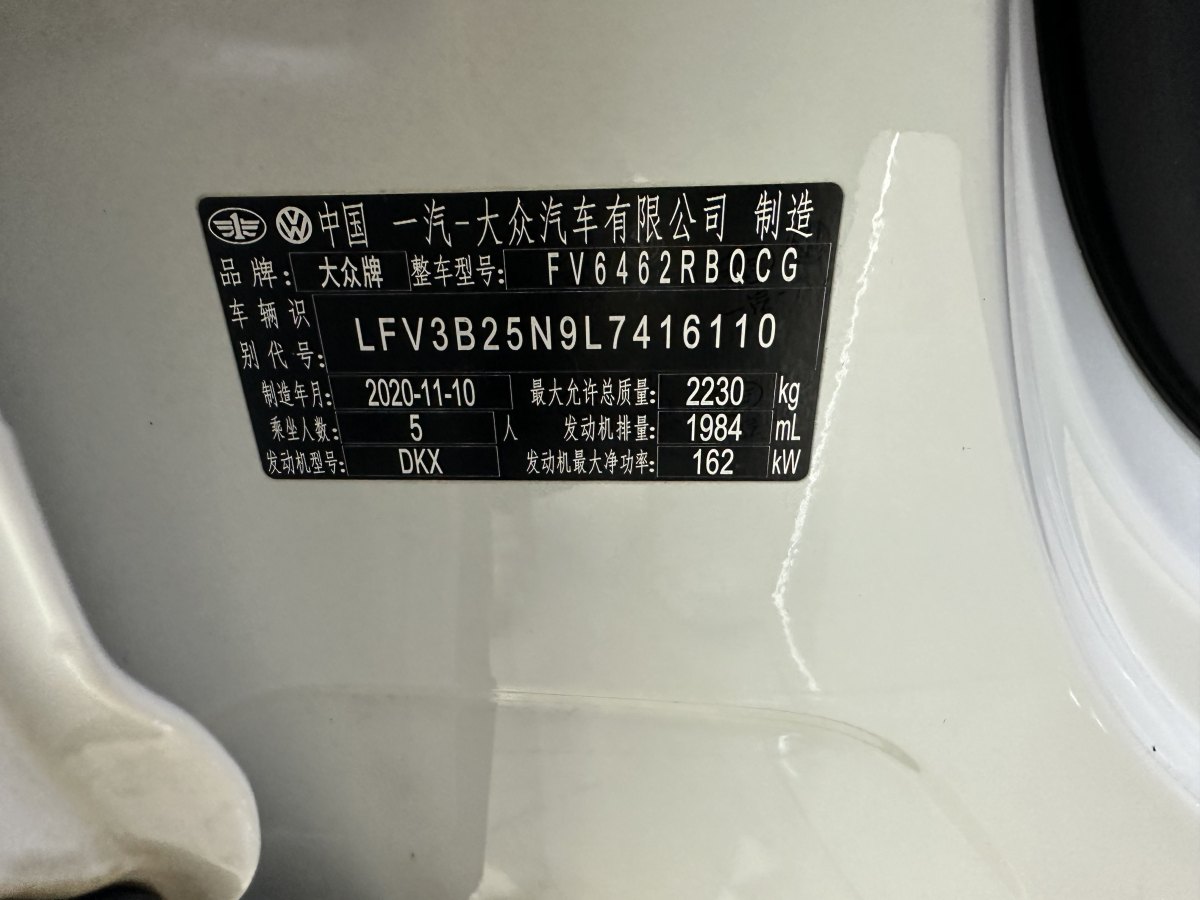 中国 一汽-大众汽车有限公司 制造
品牌: 大众牌 整车型号: FV6462RBQCG
车辆识
别代号: LFV3B25N9L7416110
制造年月: 2020-11-10 最大允许总质量: 2230 kg
乘坐人数: 5 人 发动机排量: 1984 mL
发动机型号: DKX 发动机最大净功率: 162 kW